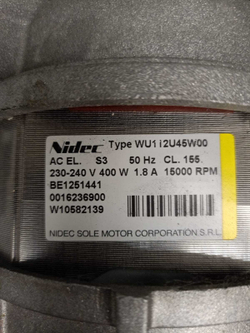 Nidec Type WU112U45W00
AC EL. S3 50 Hz CL. 155
230-240 V 400 W 1.8 A 15000 RPM
BE1251441
0016236900
W10582139
NIDEC SOLE MOTOR CORPORATION S.R.L.